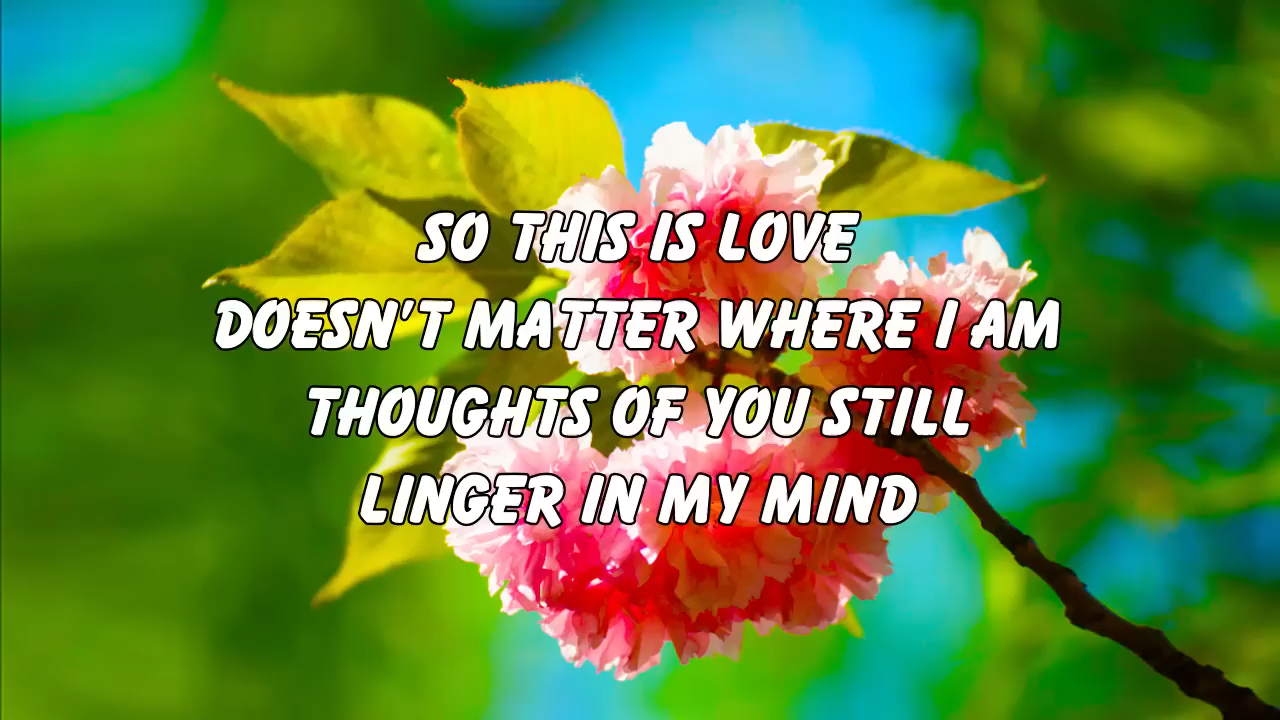 SO THIS IS LOVE
DOESN'T MATTER WHERE I AM
THOUGHTS OF YOU STILL
LINGER IN MY MIND